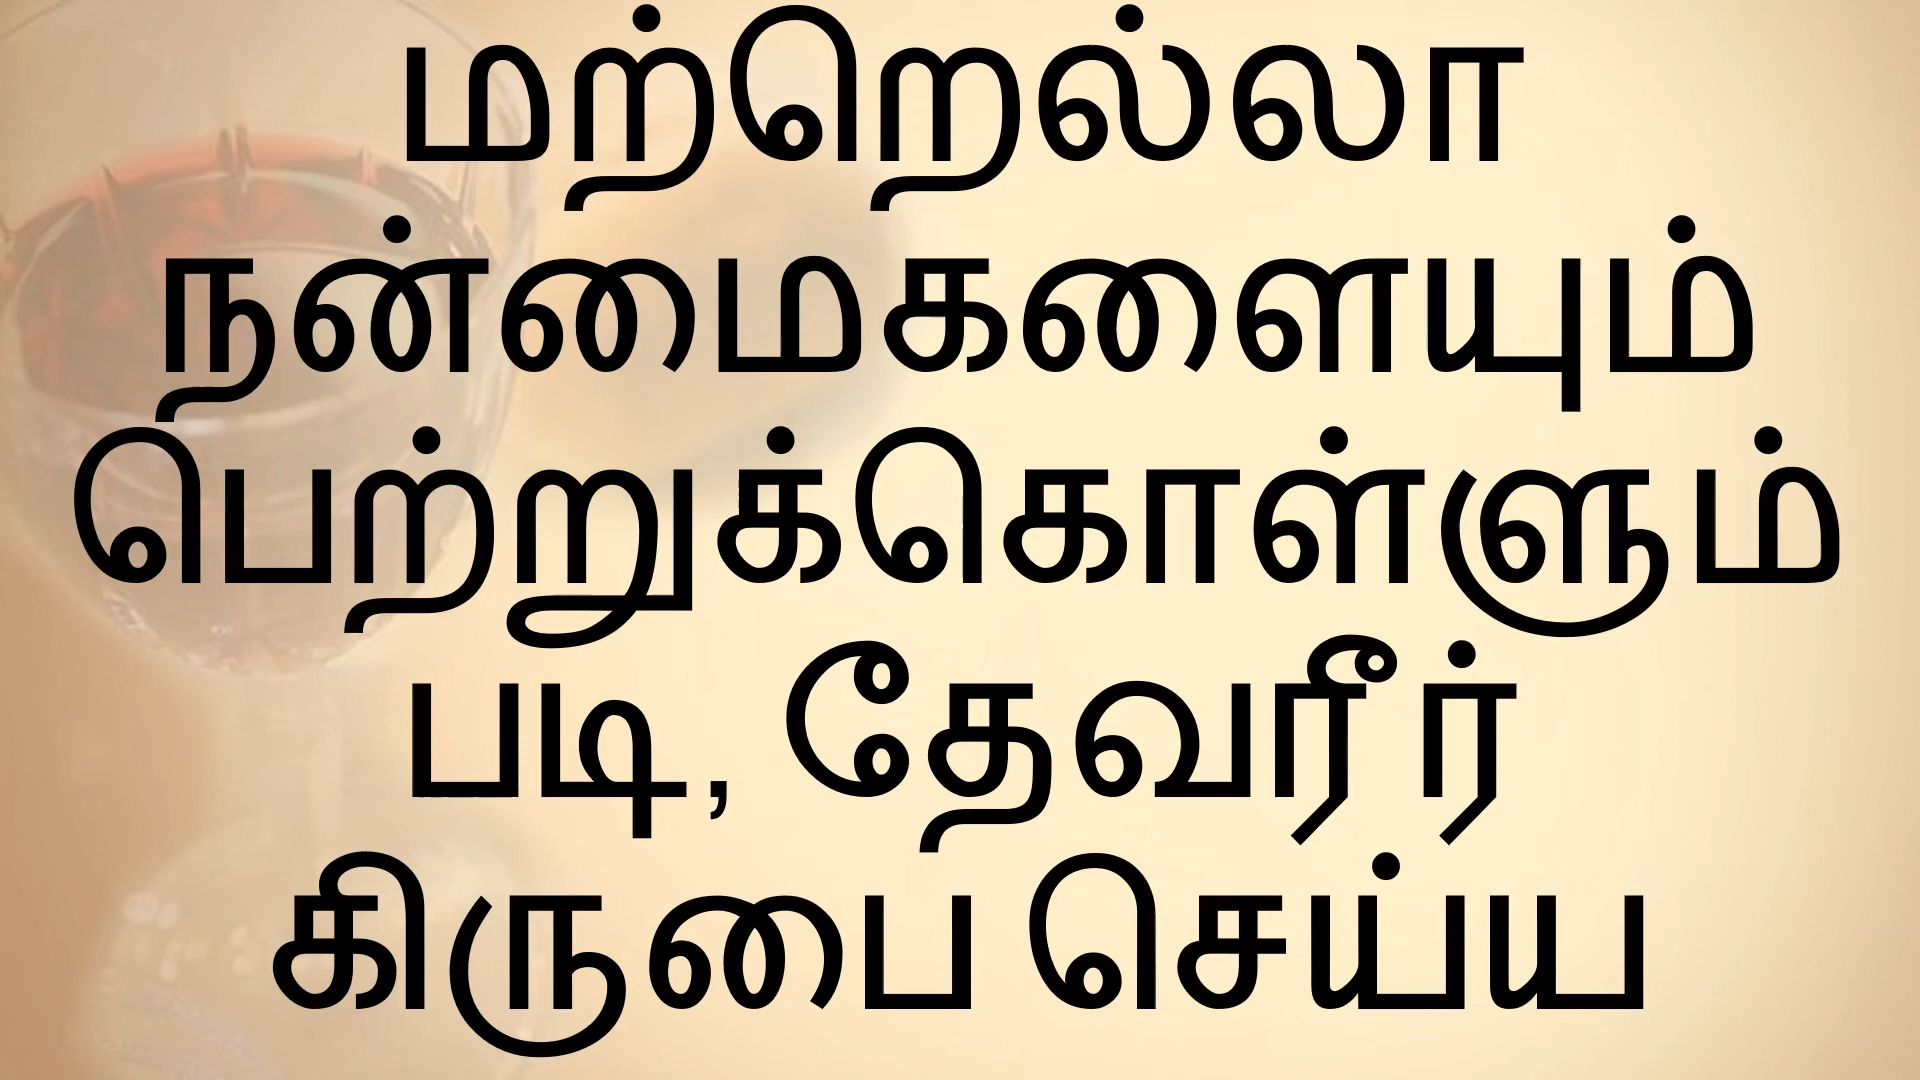 மற்றெல்லா
நன்மைகளையும்
பெற்றுக்கொள்ளும்
படி, தேவரீர்
கிருபை செய்ய